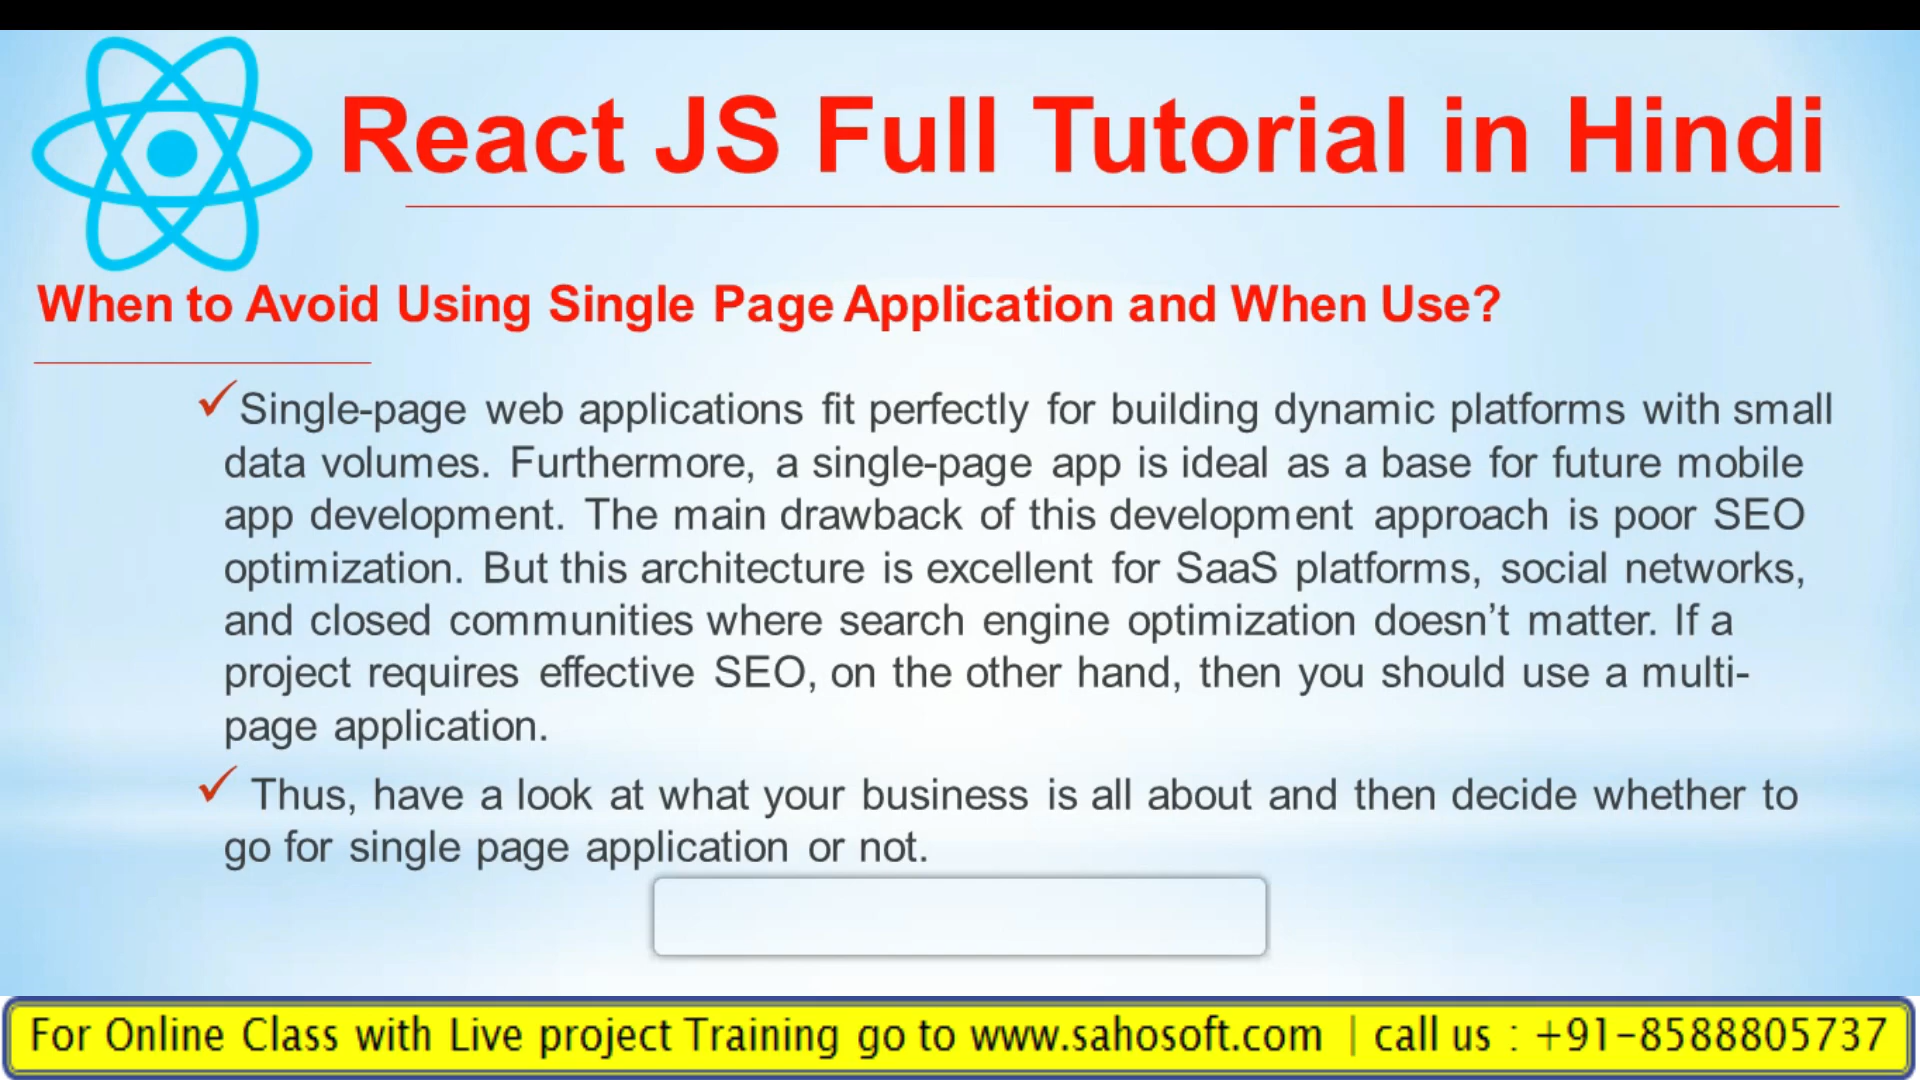 React JS Full Tutorial in Hindi
When to Avoid Using Single Page Application and When Use?
Single-page web applications fit perfectly for building dynamic platforms with small
data volumes. Furthermore, a single-page app is ideal as a base for future mobile
app development. The main drawback of this development approach is poor SEO
optimization. But this architecture is excellent for SaaS platforms, social networks,
and closed communities where search engine optimization doesn’t matter. If a
project requires effective SEO, on the other hand, then you should use a multi-
page application.
Thus, have a look at what your business is all about and then decide whether to
go for single page application or not.
For Online Class with Live project Training go to www.sahosoft.com | call us : +91-8588805737